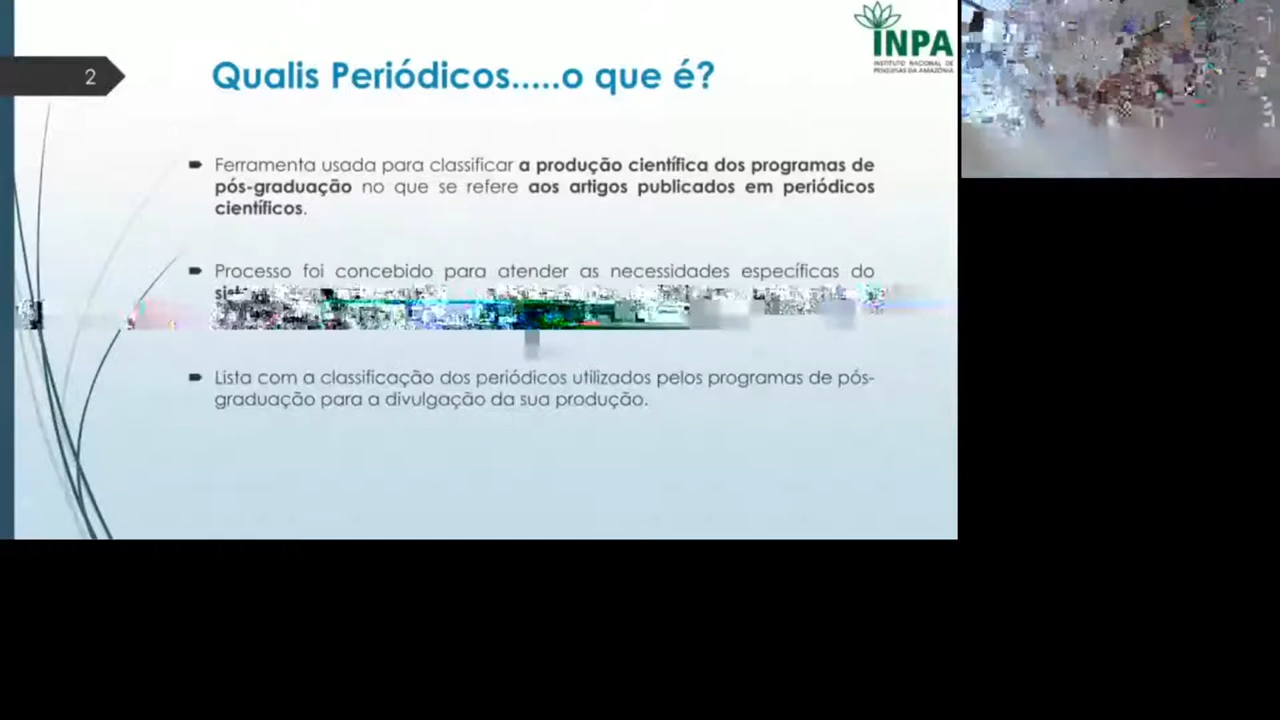 INPA
INSTITUTO NACIONAL DE
PESQUISAS DA AMAZÔNIA
2
Qualis Periódicos.....o que é?
Ferramenta usada para classificar a produção científica dos programas de
pós-graduação no que se refere aos artigos publicados em periódicos
científicos.
Processo foi concebido para atender as necessidades específicas do
Lista com a classificação dos periódicos utilizados pelos programas de pós-
graduação para a divulgação da sua produção.